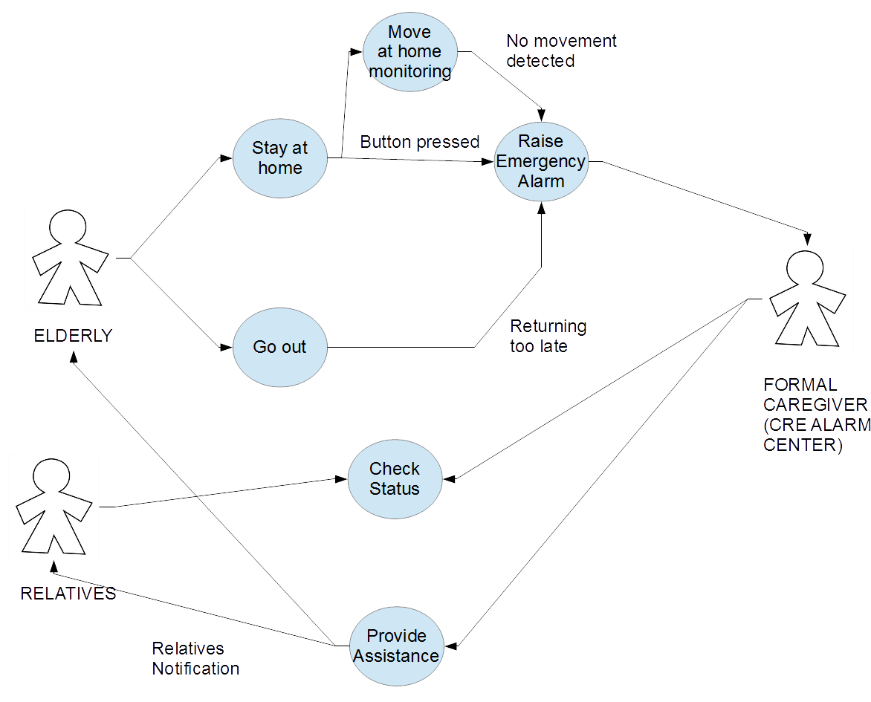 Move
at home
monitoring
No movement
detected
Stay at
home
Button pressed
Raise
Emergency
Alarm
ELDERLY
Go out
Returning
too late
FORMAL
CAREGIVER
(CRE ALARM
CENTER)
Check
Status
RELATIVES
Provide
Assistance
Relatives
Notification